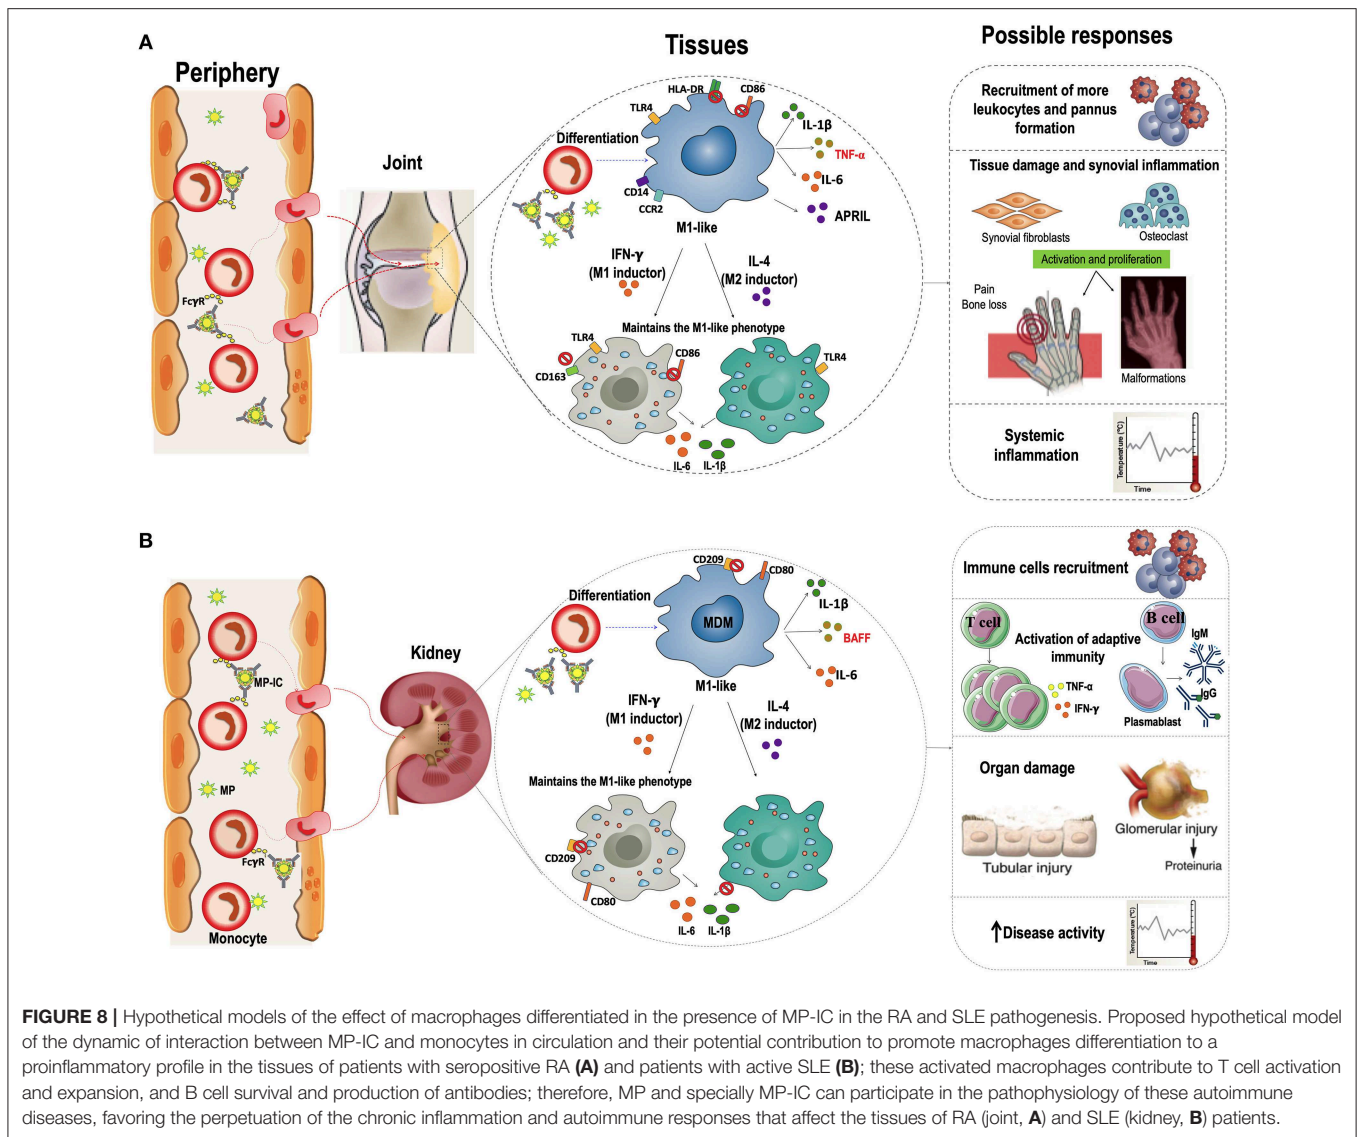 A
Periphery
FcγR
Joint
Tissues
HLA-DR
CD86
TLR4
Differentiation
IL-1β
TNF-α
IL-6
CD14
CCR2
APRIL
M1-like
IFN-γ
(M1 inductor)
IL-4
(M2 inductor)
Maintains the M1-like phenotype
TLR4
CD86
TLR4
CD163
IL-6
IL-1β
Possible responses
Recruitment of more
leukocytes and pannus
formation
Tissue damage and synovial inflammation
Synovial fibroblasts
Osteoclast
Activation and proliferation
Pain
Bone loss
Malformations
Systemic
inflammation
Temperature (ºC)
Time
B
MP-IC
MP
FcγR
Monocyte
Kidney
CD209
CD80
Differentiation
MDM
IL-1β
BAFF
IL-6
M1-like
IFN-γ
(M1 inductor)
IL-4
(M2 inductor)
Maintains the M1-like phenotype
CD209
CD80
IL-6
IL-1β
Immune cells recruitment
T cell
B cell
Activation of adaptive
immunity
IgM
TNF-α
IFN-γ
IgG
Plasmablast
Organ damage
Tubular injury
Glomerular injury
Proteinuria
↑Disease activity
Temperature (ºC)
Time
FIGURE 8 | Hypothetical models of the effect of macrophages differentiated in the presence of MP-IC in the RA and SLE pathogenesis. Proposed hypothetical model
of the dynamic of interaction between MP-IC and monocytes in circulation and their potential contribution to promote macrophages differentiation to a
proinflammatory profile in the tissues of patients with seropositive RA (A) and patients with active SLE (B); these activated macrophages contribute to T cell activation
and expansion, and B cell survival and production of antibodies; therefore, MP and specially MP-IC can participate in the pathophysiology of these autoimmune
diseases, favoring the perpetuation of the chronic inflammation and autoimmune responses that affect the tissues of RA (joint, A) and SLE (kidney, B) patients.